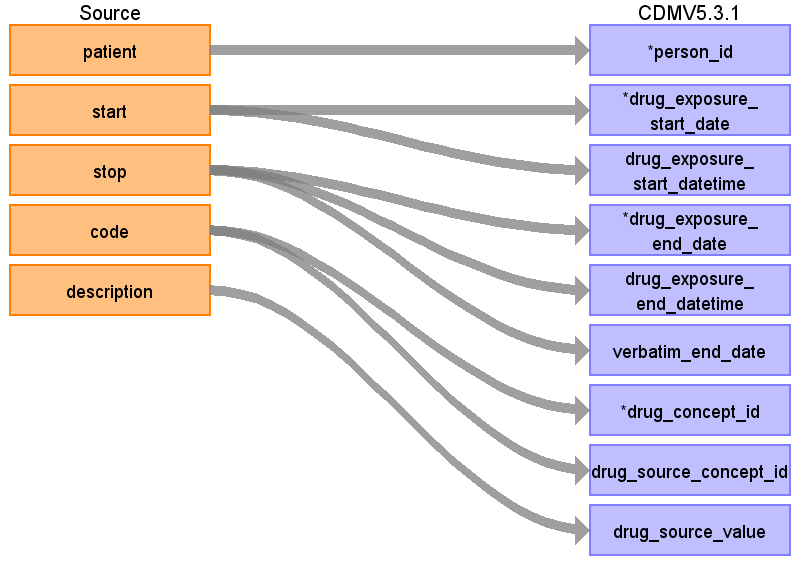 Source
CDMV5.3.1
patient
*person_id
start
*drug_exposure_
start_date
stop
drug_exposure_
start_datetime
code
*drug_exposure_
end_date
description
drug_exposure_
end_datetime
verbatim_end_date
*drug_concept_id
drug_source_concept_id
drug_source_value